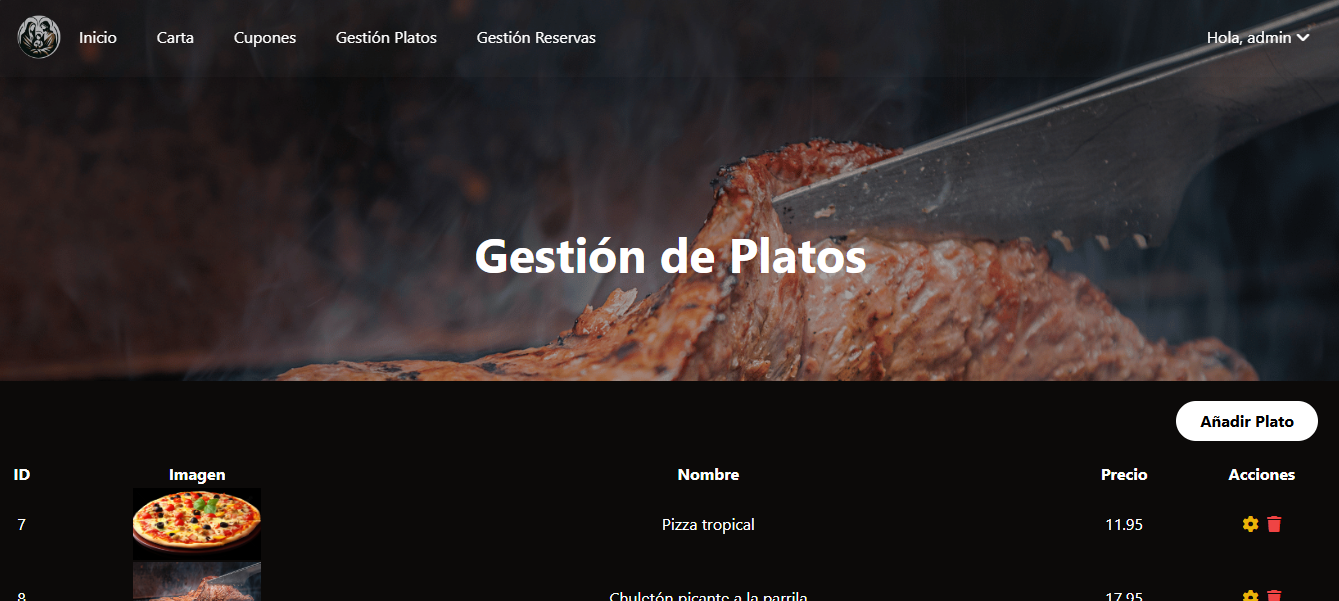 Inicio Carta Cupones Gestión Platos Gestión Reservas Hola, admin
Gestión de Platos
Añadir Plato
ID Imagen Nombre Precio Acciones
7 Pizza tropical 11.95
8 Chuletón picante a la parrila 17.95